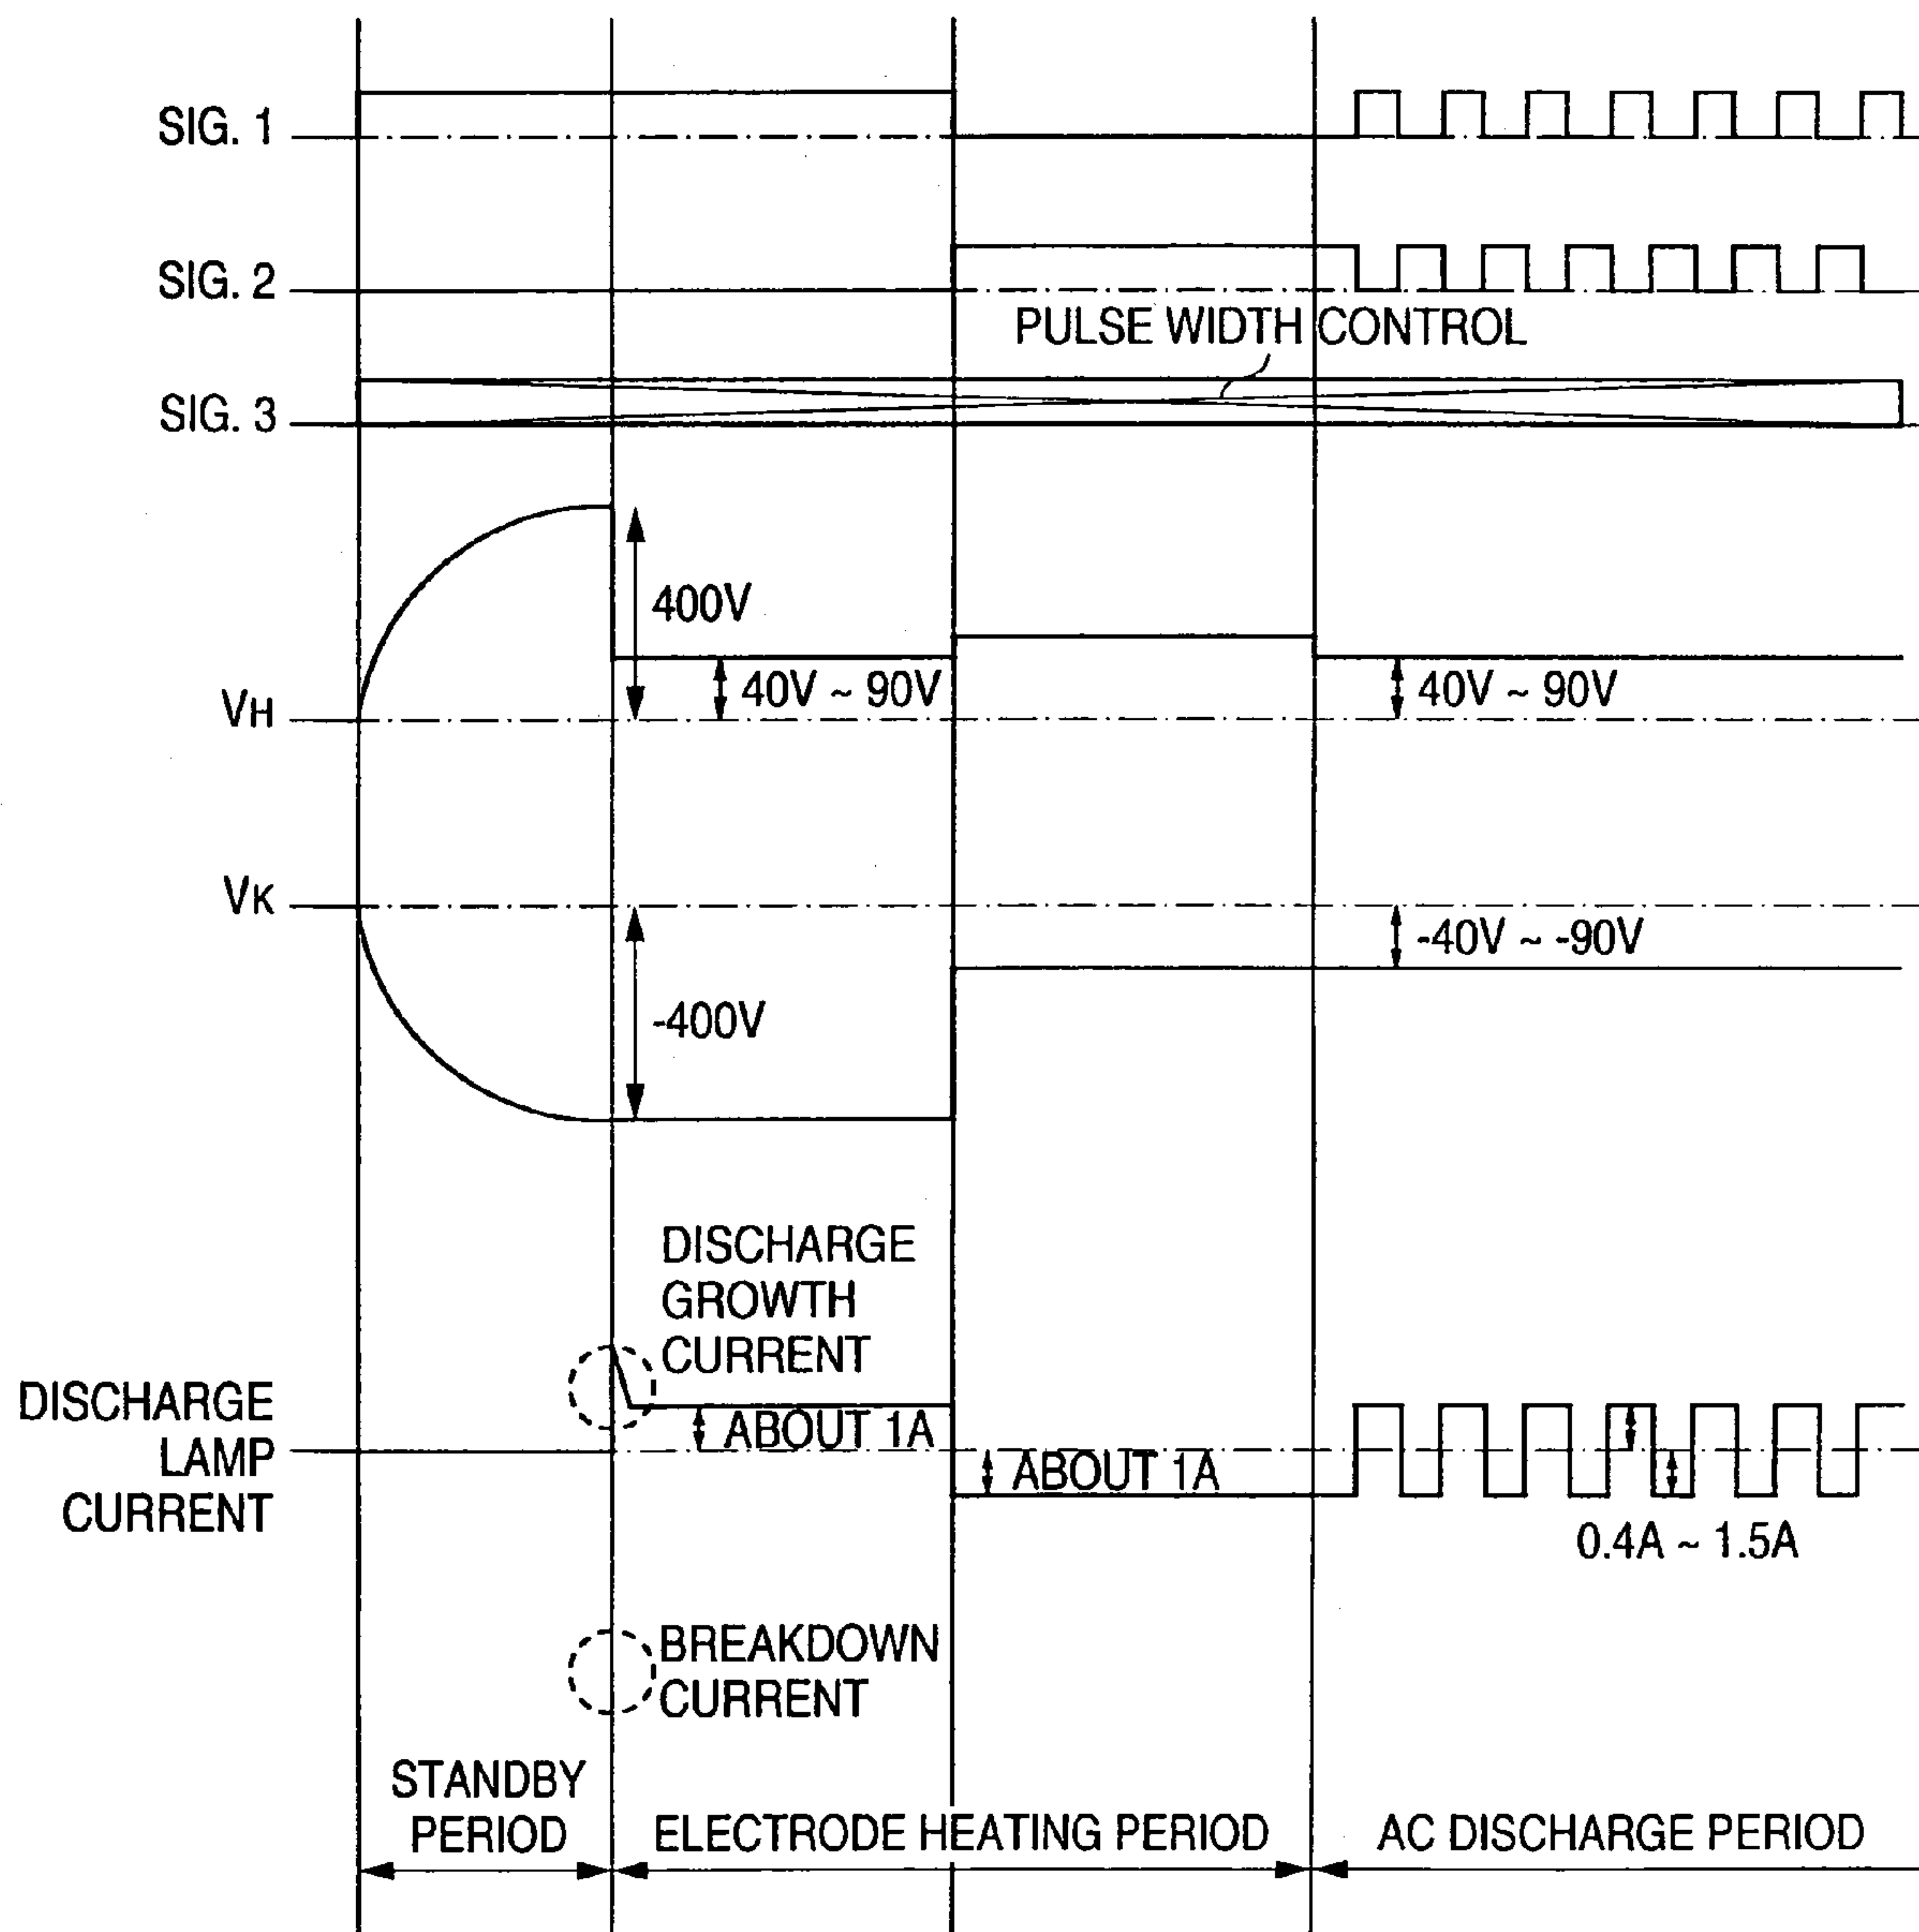 SIG. 1
SIG. 2
PULSE WIDTH CONTROL
SIG. 3
400V
40V ~ 90V
40V ~ 90V
VH
VK
-40V ~ -90V
-400V
DISCHARGE
GROWTH
CURRENT
DISCHARGE
LAMP
CURRENT
ABOUT 1A
ABOUT 1A
0.4A ~ 1.5A
BREAKDOWN
CURRENT
STANDBY
PERIOD
ELECTRODE HEATING PERIOD
AC DISCHARGE PERIOD